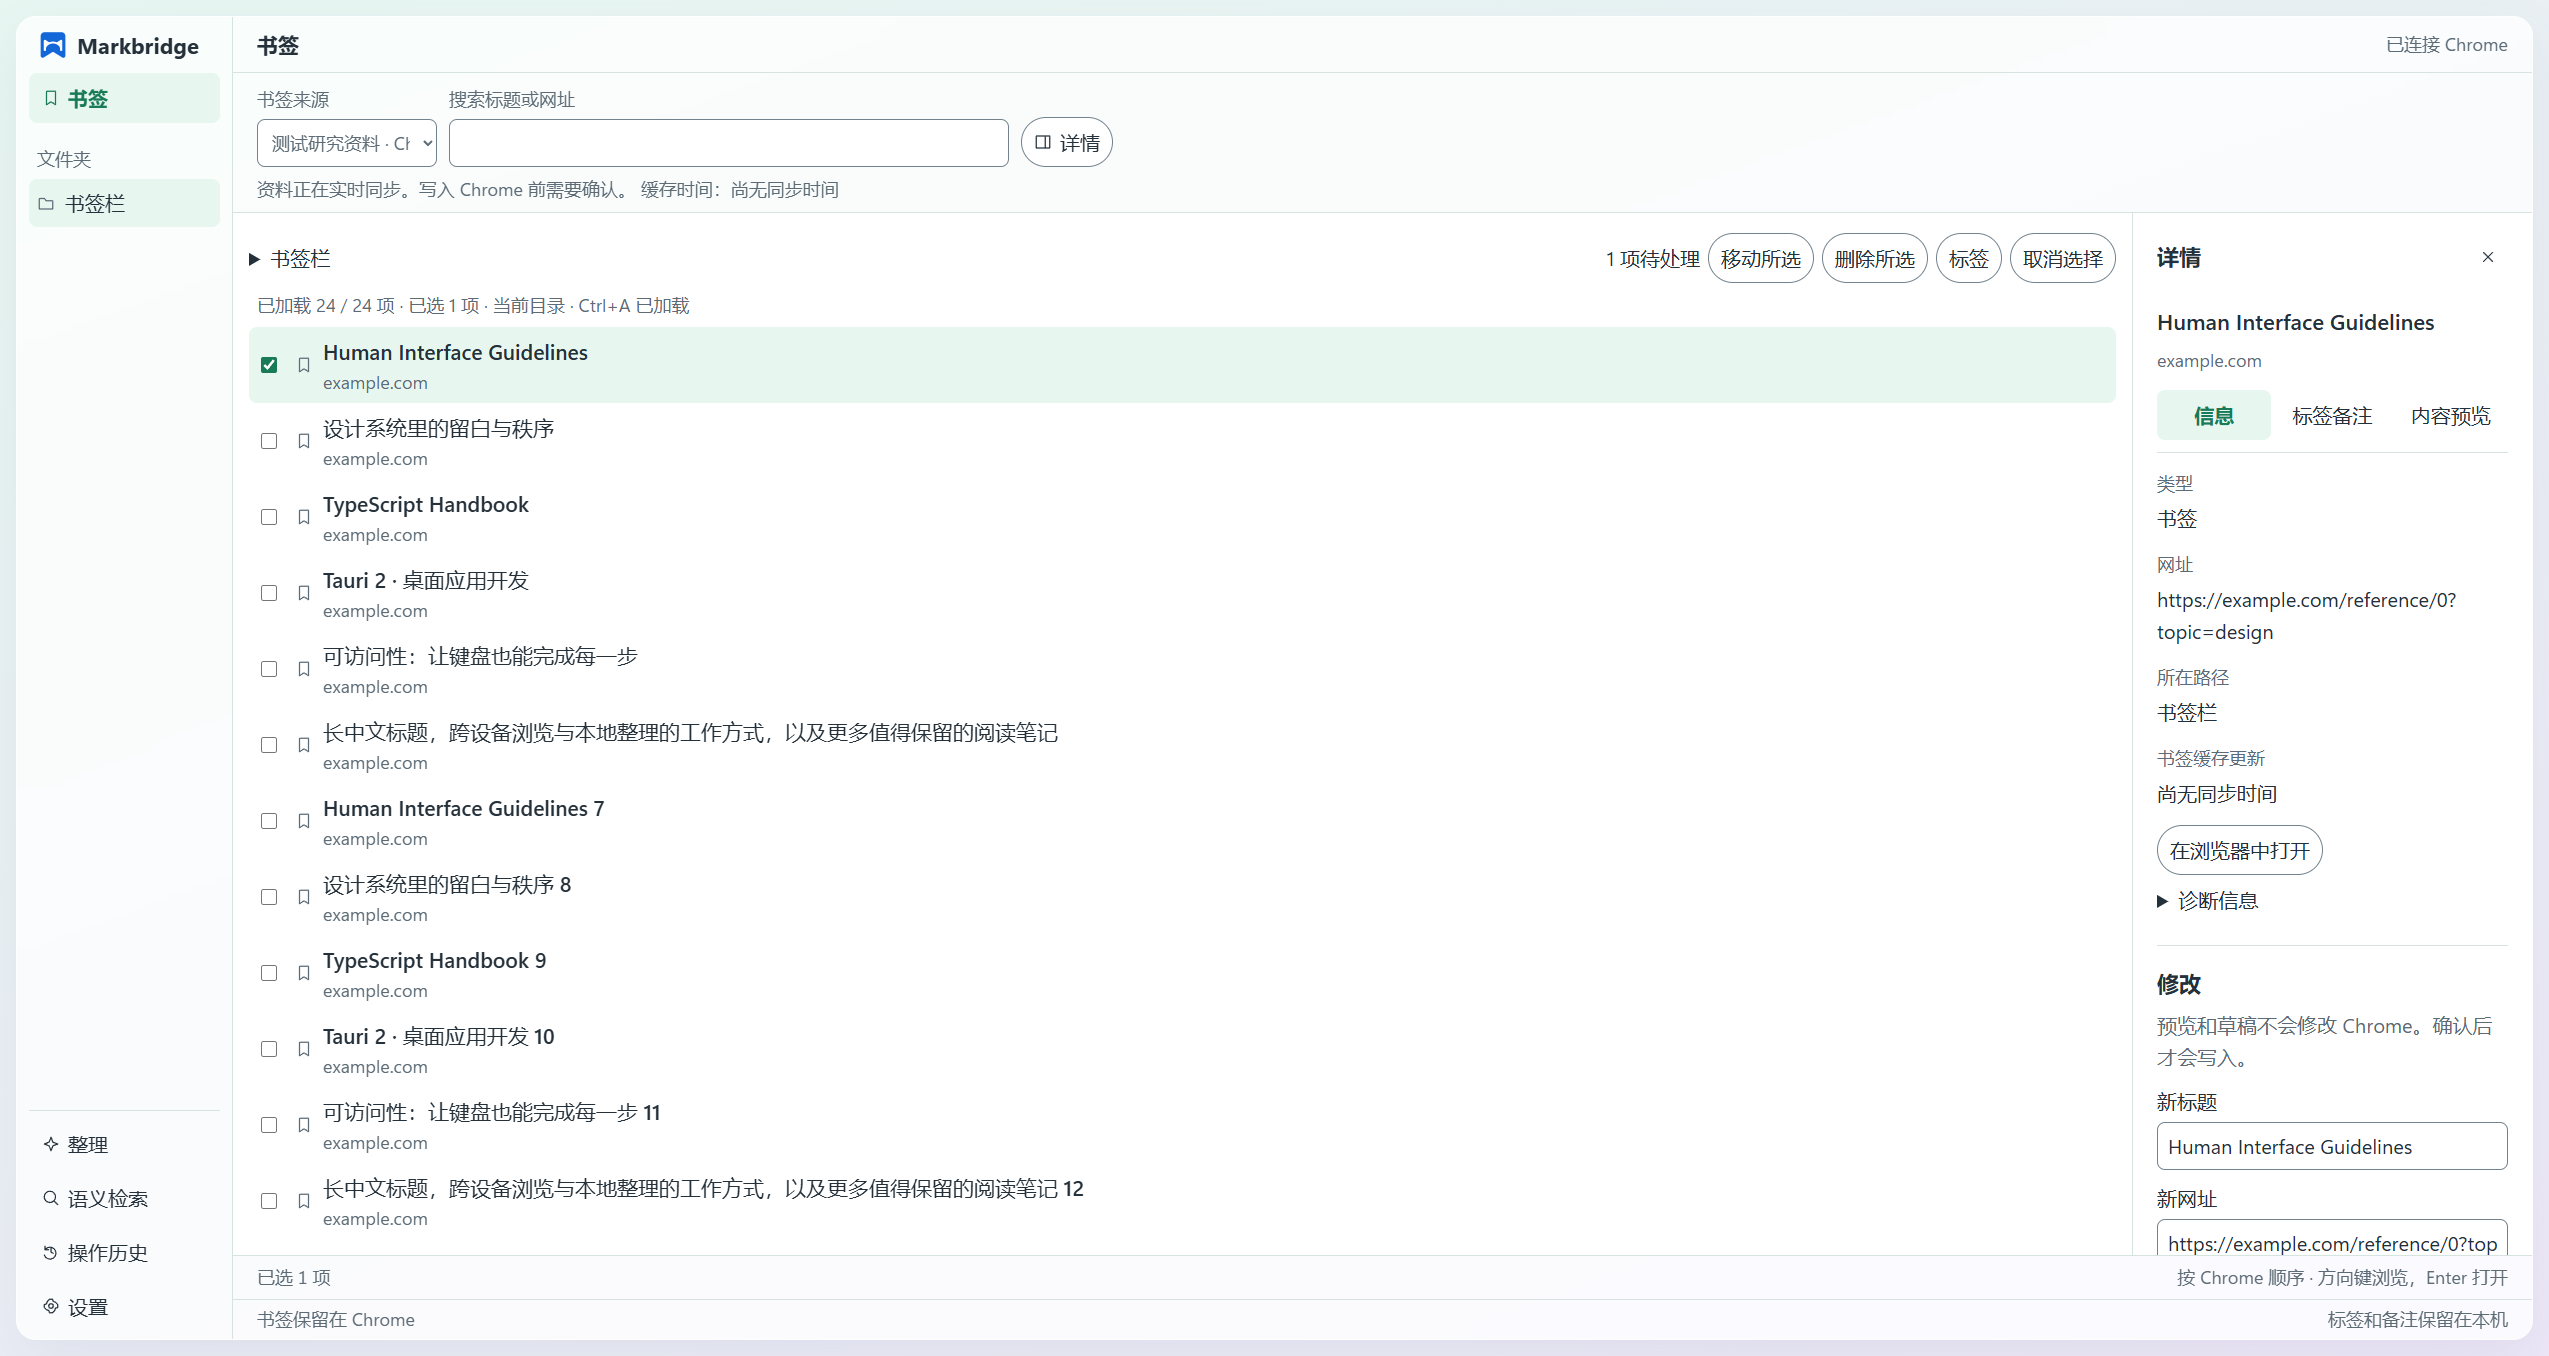 Markbridge
书签
文件夹
书签栏
整理
语义检索
操作历史
设置
书签
已连接 Chrome
书签来源
搜索标题或网址
测试研究资料 · Ch
详情
资料正在实时同步。写入 Chrome 前需要确认。 缓存时间：尚无同步时间
书签栏
1 项待处理
移动所选
删除所选
标签
取消选择
已加载 24 / 24 项 · 已选 1 项 · 当前目录 · Ctrl+A 已加载
Human Interface Guidelines
example.com
设计系统里的留白与秩序
example.com
TypeScript Handbook
example.com
Tauri 2 · 桌面应用开发
example.com
可访问性：让键盘也能完成每一步
example.com
长中文标题，跨设备浏览与本地整理的工作方式，以及更多值得保留的阅读笔记
example.com
Human Interface Guidelines 7
example.com
设计系统里的留白与秩序 8
example.com
TypeScript Handbook 9
example.com
Tauri 2 · 桌面应用开发 10
example.com
可访问性：让键盘也能完成每一步 11
example.com
长中文标题，跨设备浏览与本地整理的工作方式，以及更多值得保留的阅读笔记 12
example.com
详情
Human Interface Guidelines
example.com
信息
标签备注
内容预览
类型
书签
网址
https://example.com/reference/0?
topic=design
所在路径
书签栏
书签缓存更新
尚无同步时间
在浏览器中打开
诊断信息
修改
预览和草稿不会修改 Chrome。确认后
才会写入。
新标题
Human Interface Guidelines
新网址
https://example.com/reference/0?top
已选 1 项
按 Chrome 顺序 · 方向键浏览，Enter 打开
书签保留在 Chrome
标签和备注保留在本机